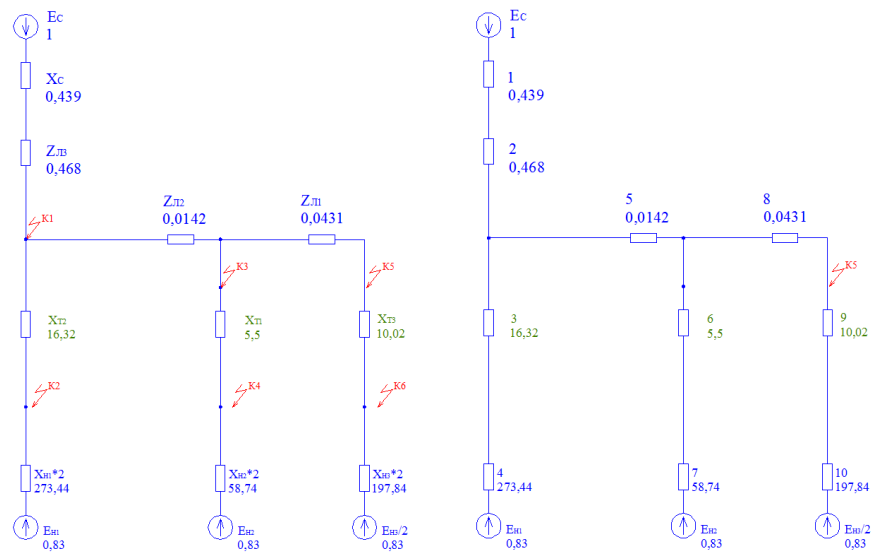 Eс
1
Xс
0,439
Zл3
0,468
K1
Zл2
0,0142
Zл1
0,0431
K3
K5
Xт2
16,32
Xт1
5,5
Xт3
10,02
K2
K4
K6
Xн1*2
273,44
Xн2*2
58,74
Xн3*2
197,84
Eн1
0,83
Eн2
0,83
Eн3/2
0,83
Eс
1
1
0,439
2
0,468
5
0,0142
8
0,0431
K5
3
16,32
6
5,5
9
10,02
4
273,44
7
58,74
10
197,84
Eн1
0,83
Eн2
0,83
Eн3/2
0,83